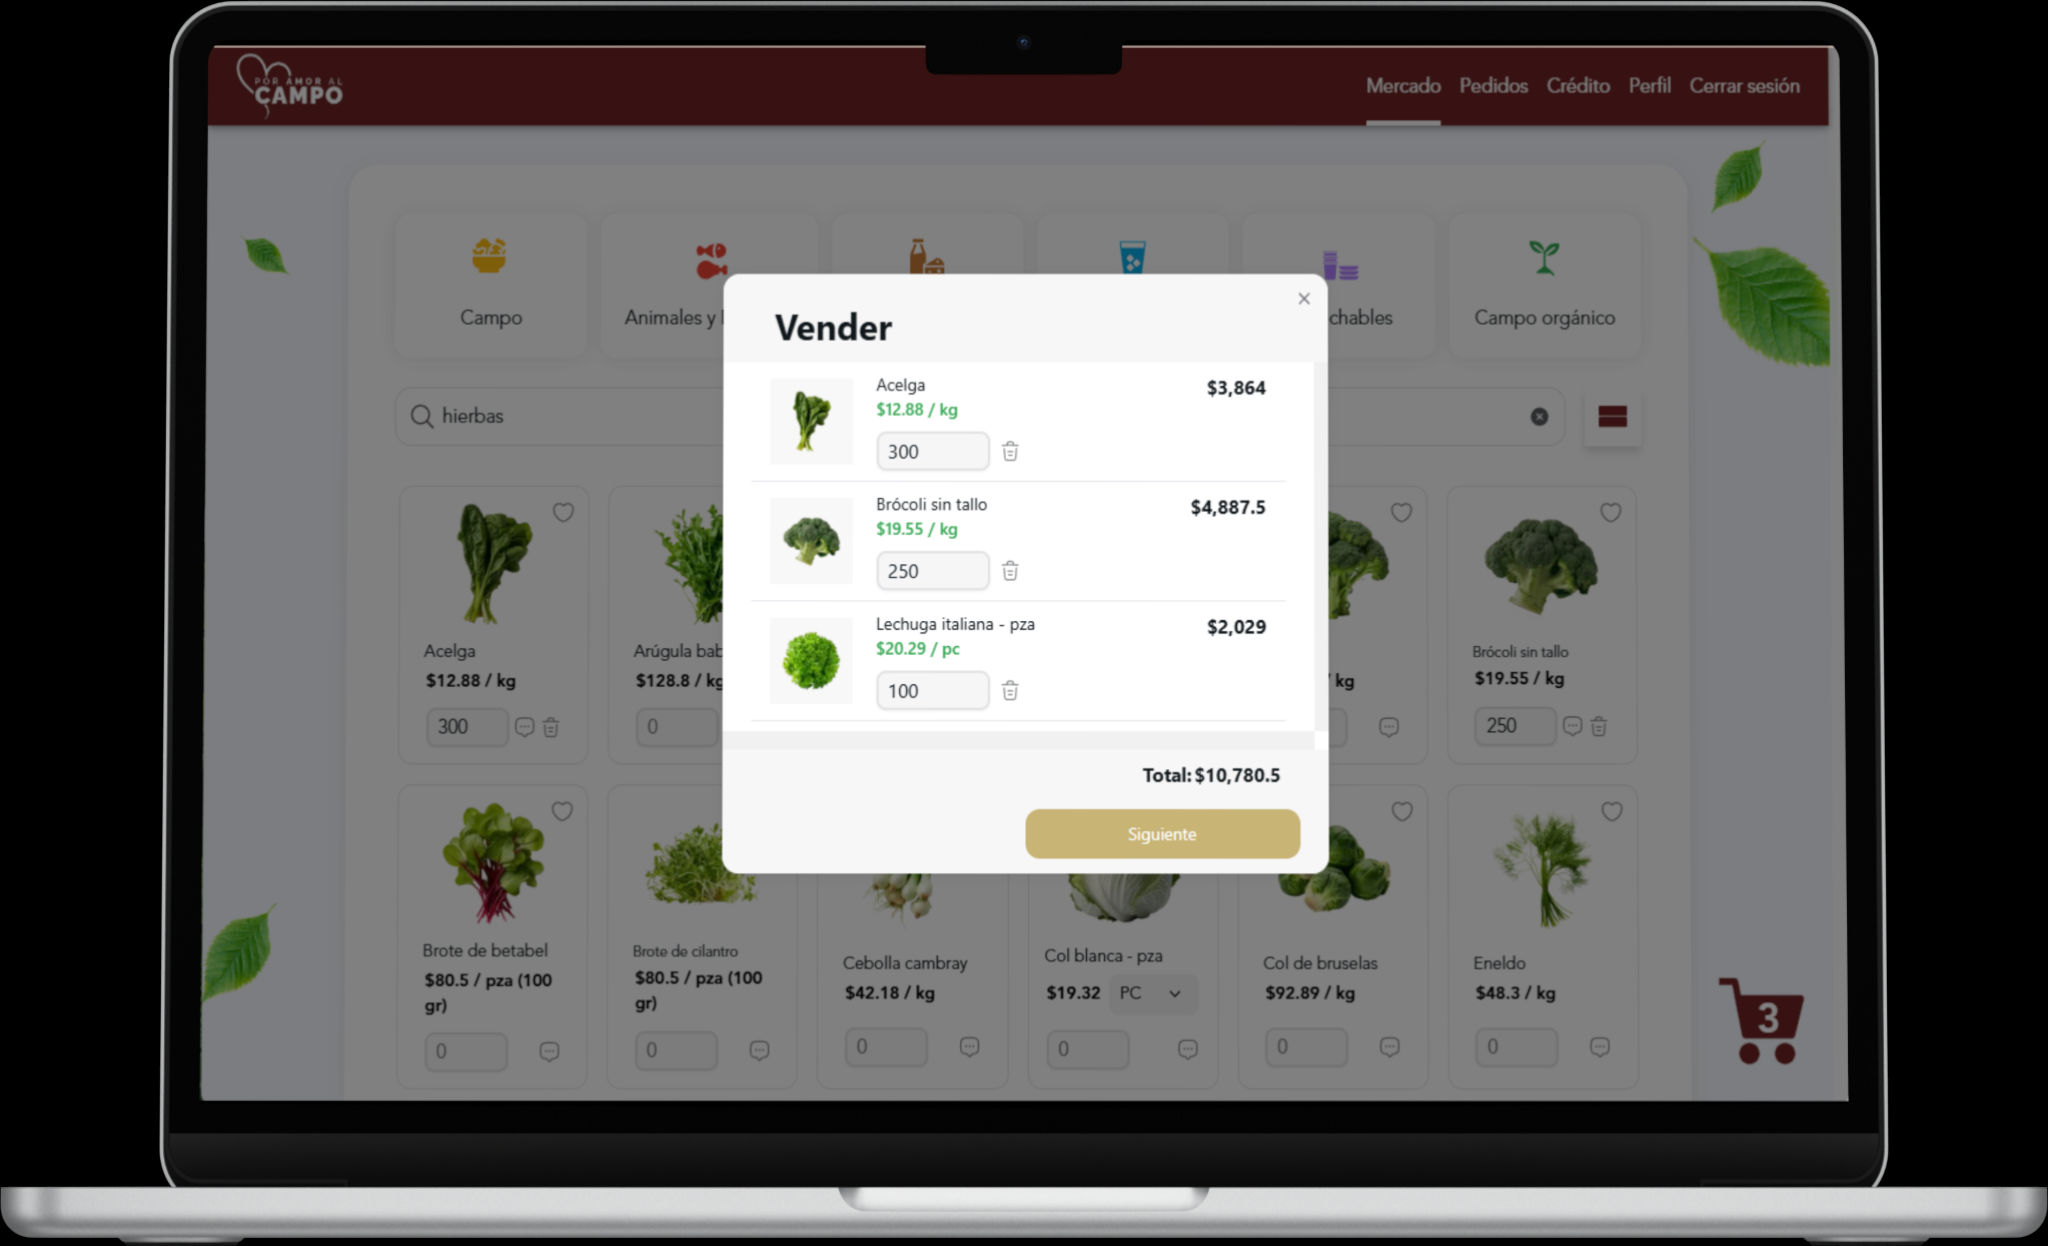 POR AMOR AL
CAMPO
Mercado Pedidos Crédito Perfil Cerrar sesión
Campo
Animales y
chables
Campo orgánico
hierbas
Vender
Acelga
$12.88 / kg
300
$3,864
Brócoli sin tallo
$19.55 / kg
250
$4,887.5
Lechuga italiana - pza
$20.29 / pc
100
$2,029
Total: $10,780.5
Siguiente
Acelga
$12.88 / kg
300
Arúgula bab
$128.8 / kg
0
/ kg
Brócoli sin tallo
$19.55 / kg
250
Brote de betabel
$80.5 / pza (100
gr)
0
Brote de cilantro
$80.5 / pza (100
gr)
0
Cebolla cambray
$42.18 / kg
0
Col blanca - pza
$19.32 PC
0
Col de bruselas
$92.89 / kg
0
Eneldo
$48.3 / kg
0
3